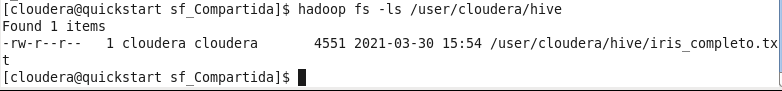 [cloudera@quickstart sf_Compartida]$ hadoop fs -ls /user/cloudera/hive
Found 1 items
-rw-r--r--   1 cloudera cloudera       4551 2021-03-30 15:54 /user/cloudera/hive/iris_completo.tx
t
[cloudera@quickstart sf_Compartida]$